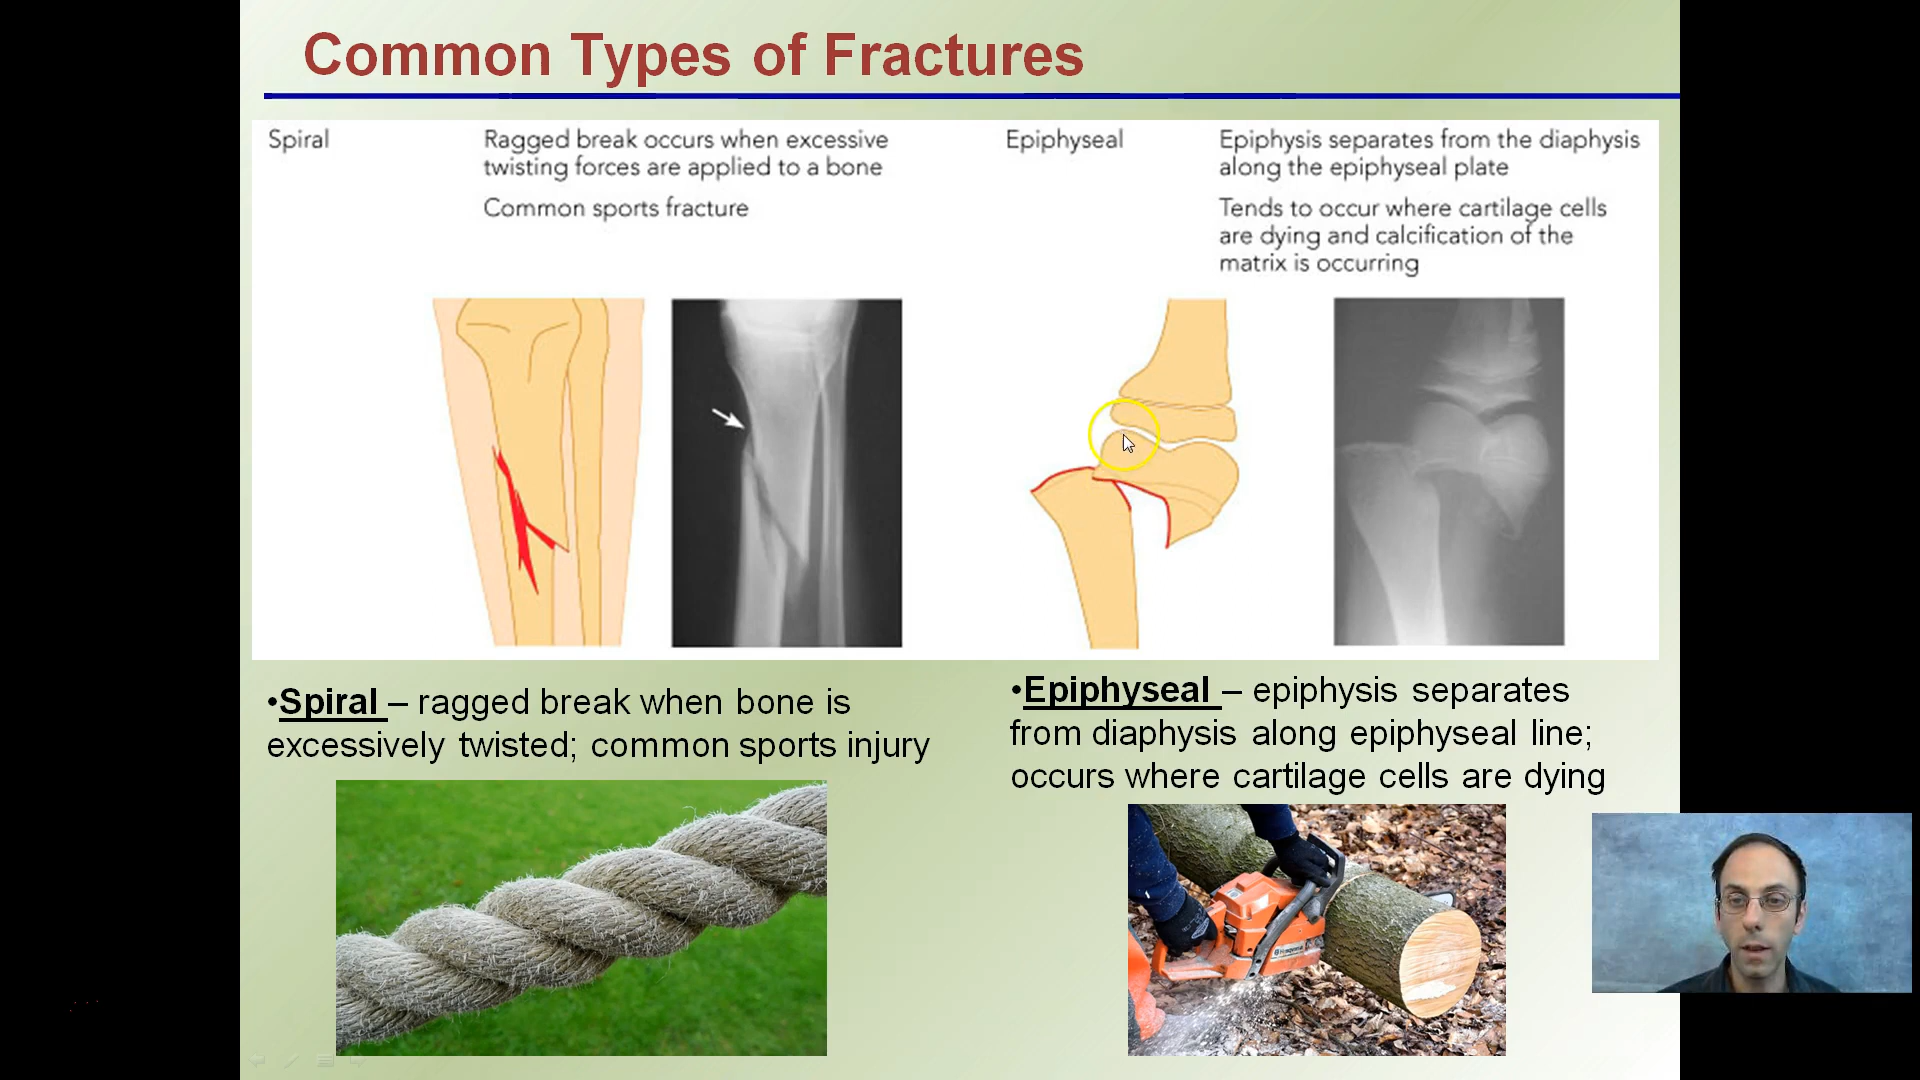 Common Types of Fractures
Spiral
Ragged break occurs when excessive
twisting forces are applied to a bone
Common sports fracture
Epiphyseal
Epiphysis separates from the diaphysis
along the epiphyseal plate
Tends to occur where cartilage cells
are dying and calcification of the
matrix is occurring
•Spiral – ragged break when bone is
excessively twisted; common sports injury
•Epiphyseal – epiphysis separates
from diaphysis along epiphyseal line;
occurs where cartilage cells are dying
Husqvarna